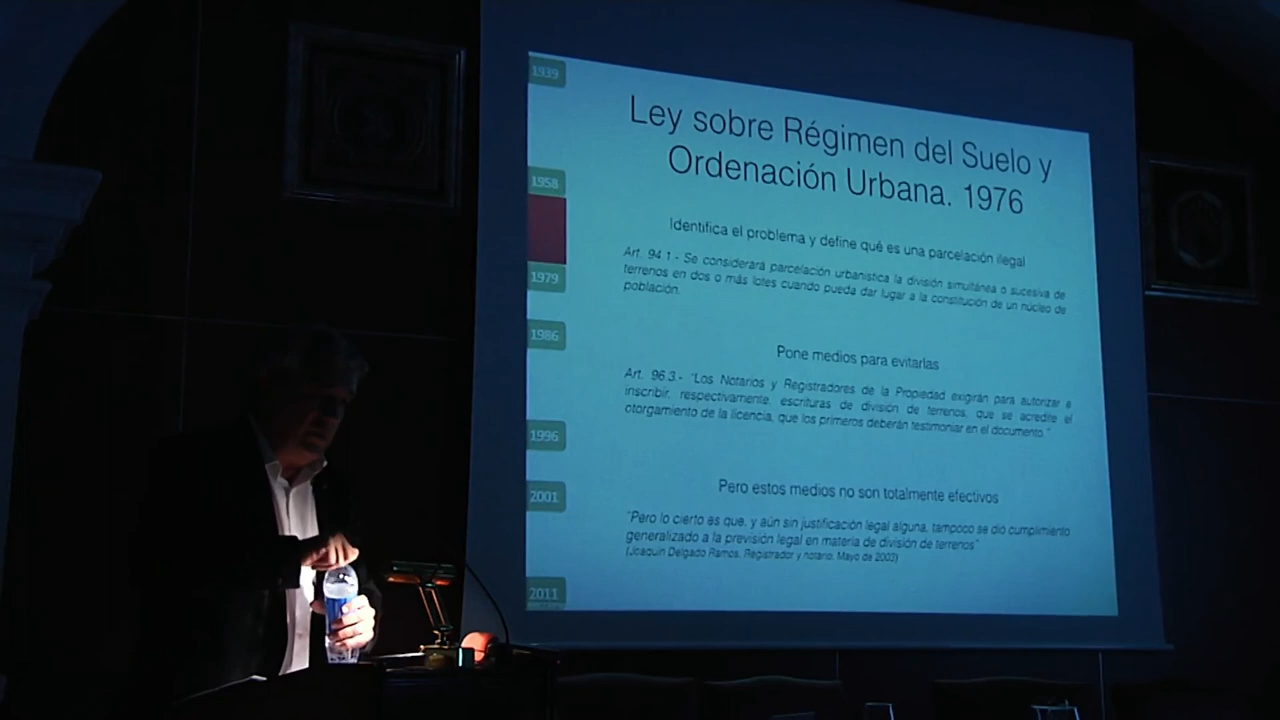 1939
1958
1979
1986
1996
2001
2011
Ley sobre Régimen del Suelo y
Ordenación Urbana. 1976
Identifica el problema y define qué es una parcelación ilegal
Art. 94.1.- Se considerará parcelación urbanística la división simultánea o sucesiva de
terrenos en dos o más lotes cuando pueda dar lugar a la constitución de un núcleo de
población.
Pone medios para evitarlas
Art. 96.3.- "Los Notarios y Registradores de la Propiedad exigirán para autorizar e
inscribir, respectivamente, escrituras de división de terrenos, que se acredite el
otorgamiento de la licencia, que los primeros deberán testimoniar en el documento."
Pero estos medios no son totalmente efectivos
"Pero lo cierto es que, y aún sin justificación legal alguna, tampoco se dió cumplimiento
generalizado a la previsión legal en materia de división de terrenos"
(Joaquín Delgado Ramos. Registrador y notario. Mayo de 2003)